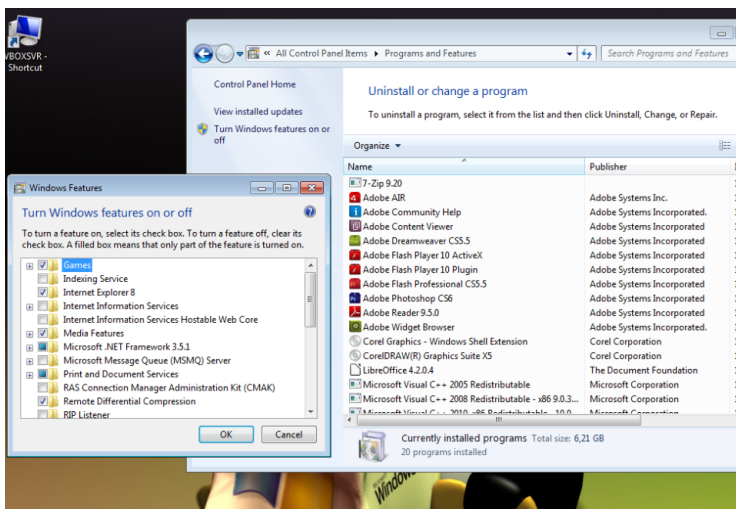 VBOXSVR -
Shortcut
All Control Panel Items
Programs and Features
Search Programs and Features
Control Panel Home
View installed updates
Turn Windows features on or
off
Uninstall or change a program
To uninstall a program, select it from the list and then click Uninstall, Change, or Repair.
Organize
Name Publisher
7-Zip 9.20
Adobe AIR Adobe Systems Inc.
Adobe Community Help Adobe Systems Incorporated.
Adobe Content Viewer Adobe Systems Incorporated
Adobe Dreamweaver CS5.5 Adobe Systems Incorporated
Adobe Flash Player 10 ActiveX Adobe Systems Incorporated
Adobe Flash Player 10 Plugin Adobe Systems Incorporated
Adobe Flash Professional CS5.5 Adobe Systems Incorporated
Adobe Photoshop CS6 Adobe Systems Incorporated
Adobe Reader 9.5.0 Adobe Systems Incorporated
Adobe Widget Browser Adobe Systems Incorporated.
Corel Graphics - Windows Shell Extension Corel Corporation
CorelDRAW(R) Graphics Suite X5 Corel Corporation
LibreOffice 4.2.0.4 The Document Foundation
Microsoft Visual C++ 2005 Redistributable Microsoft Corporation
Microsoft Visual C++ 2008 Redistributable - x86 9.0.3... Microsoft Corporation
Microsoft Visual C++ 2010 x86 Redistributable - 10.0... Microsoft Corporation
Currently installed programs Total size: 6,21 GB
20 programs installed
Windows Features
Turn Windows features on or off
To turn a feature on, select its check box. To turn a feature off, clear its
check box. A filled box means that only part of the feature is turned on.
Games
Indexing Service
Internet Explorer 8
Internet Information Services
Internet Information Services Hostable Web Core
Media Features
Microsoft .NET Framework 3.5.1
Microsoft Message Queue (MSMQ) Server
Print and Document Services
RAS Connection Manager Administration Kit (CMAK)
Remote Differential Compression
RIP Listener
OK Cancel
Windows